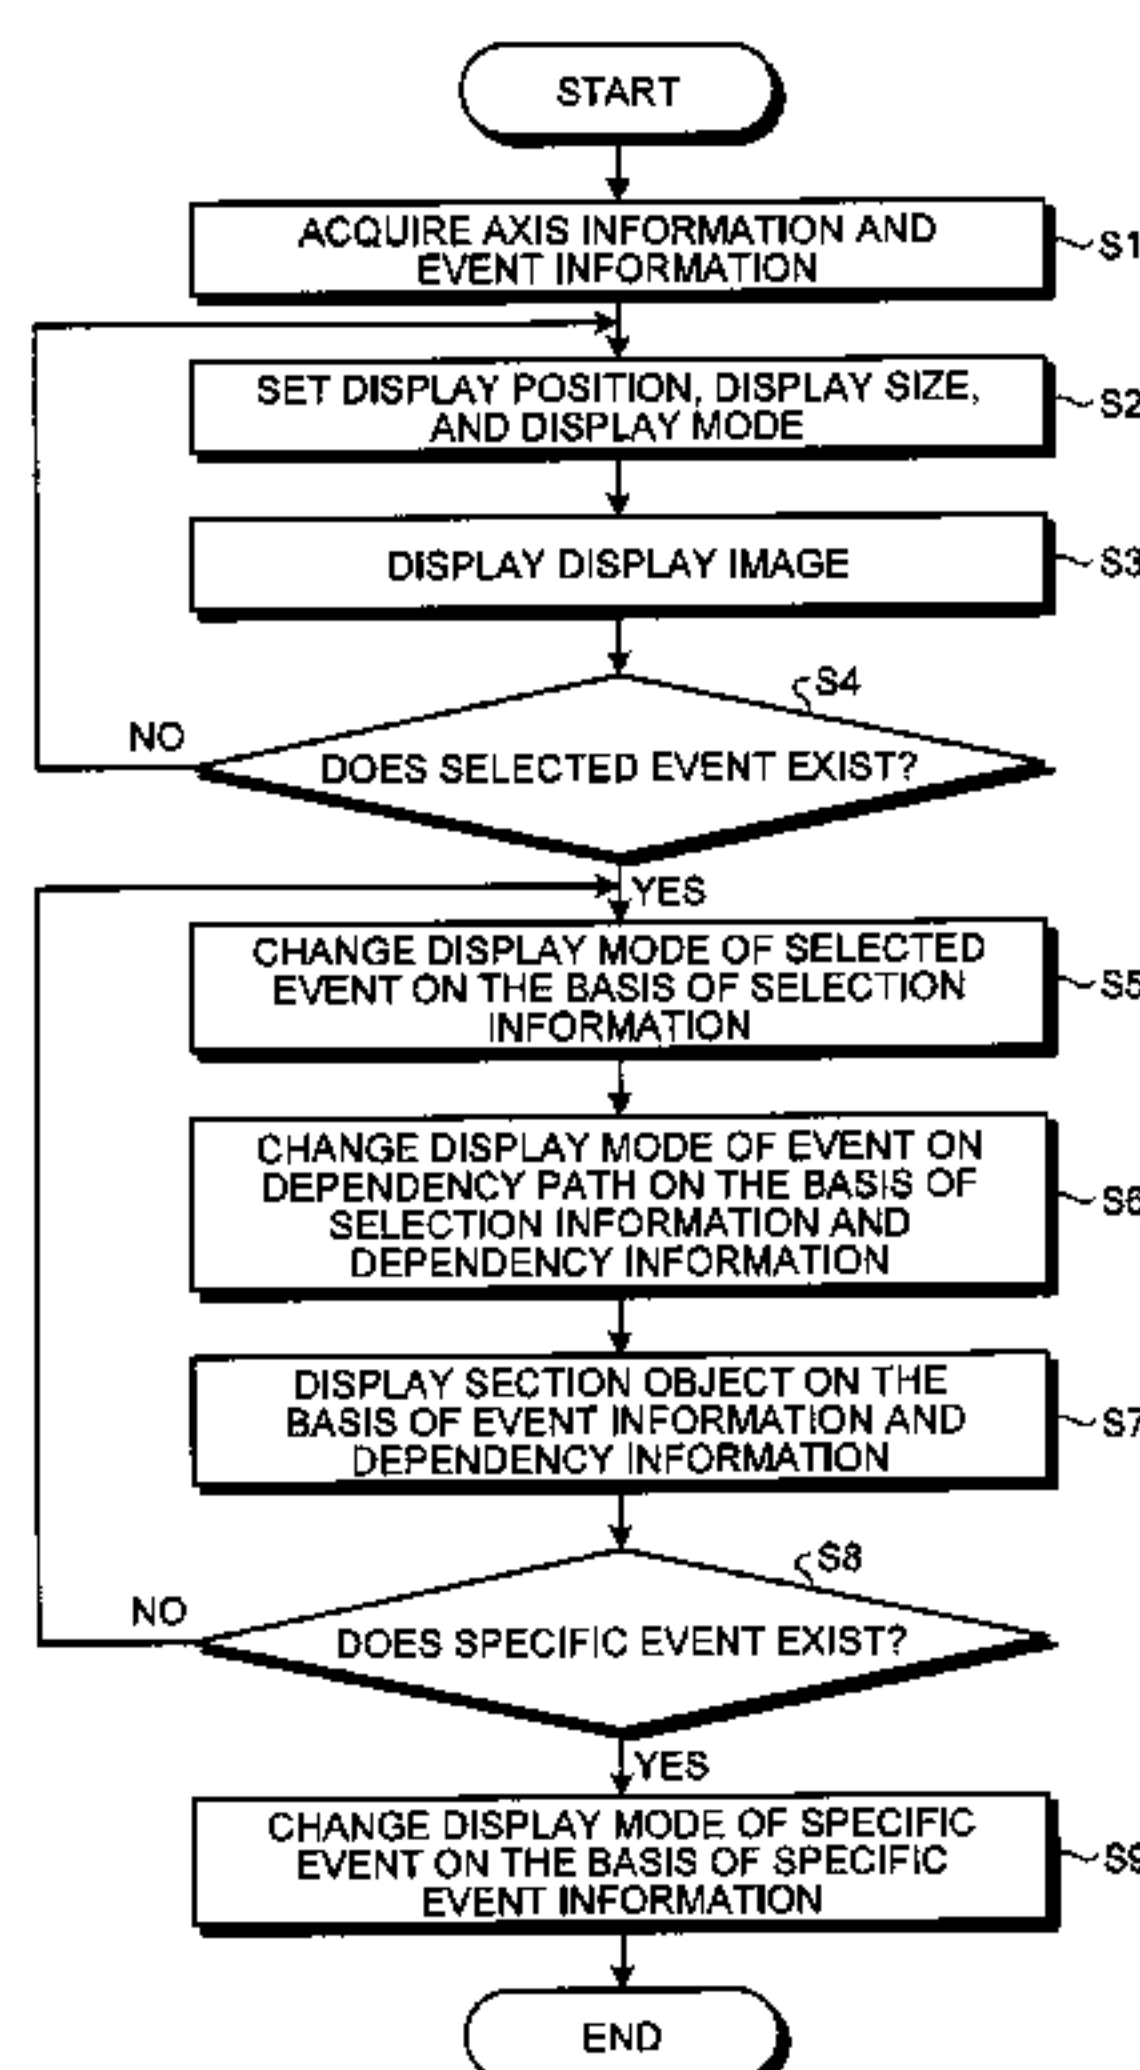 START
ACQUIRE AXIS INFORMATION AND
EVENT INFORMATION
S1
SET DISPLAY POSITION, DISPLAY SIZE,
AND DISPLAY MODE
S2
DISPLAY DISPLAY IMAGE
S3
S4
NO
DOES SELECTED EVENT EXIST?
YES
CHANGE DISPLAY MODE OF SELECTED
EVENT ON THE BASIS OF SELECTION
INFORMATION
S5
CHANGE DISPLAY MODE OF EVENT ON
DEPENDENCY PATH ON THE BASIS OF
SELECTION INFORMATION AND
DEPENDENCY INFORMATION
S6
DISPLAY SECTION OBJECT ON THE
BASIS OF EVENT INFORMATION AND
DEPENDENCY INFORMATION
S7
S8
NO
DOES SPECIFIC EVENT EXIST?
YES
CHANGE DISPLAY MODE OF SPECIFIC
EVENT ON THE BASIS OF SPECIFIC
EVENT INFORMATION
S9
END